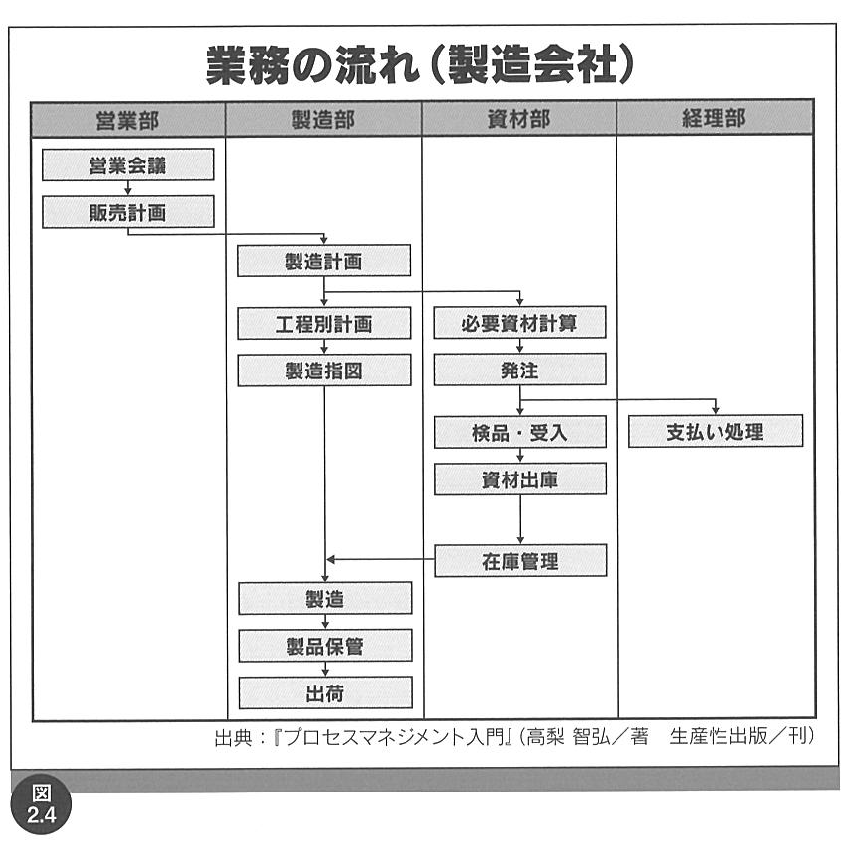 業務の流れ（製造会社）
営業部 製造部 資材部 経理部
営業会議
販売計画
製造計画
工程別計画 必要資材計算
製造指図 発注
検品・受入 支払い処理
資材出庫
在庫管理
製造
製品保管
出荷
出典：『プロセスマネジメント入門』（高梨 智弘／著　生産性出版／刊）
図
2.4